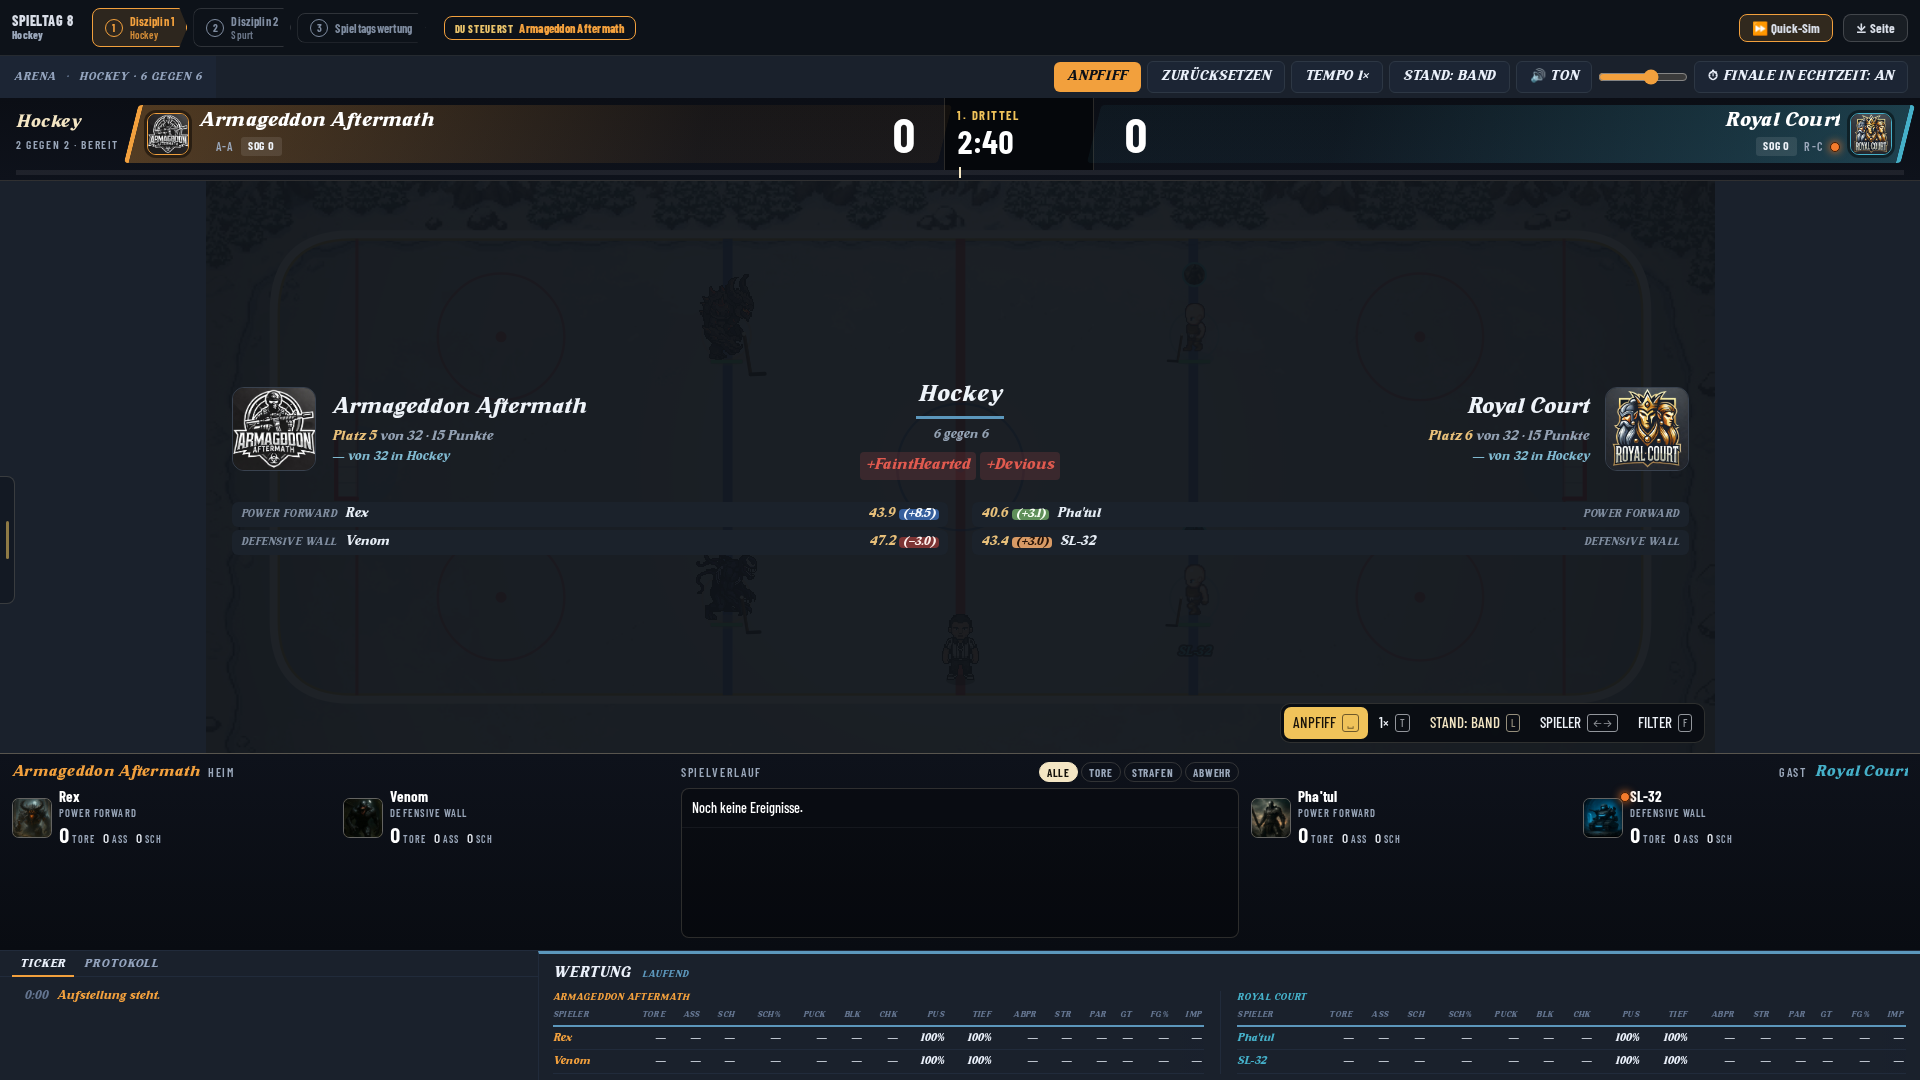 SPIELTAG 8
Hockey
1 Disziplin 1
Hockey
2 Disziplin 2
Spurt
3 Spieltagswertung
DU STEUERST Armageddon Aftermath
⏩ Quick-Sim
Seite
ARENA · HOCKEY · 6 GEGEN 6
ANPFIFF
ZURÜCKSETZEN
TEMPO 1×
STAND: BAND
TON
FINALE IN ECHTZEIT: AN
Hockey
2 GEGEN 2 · BEREIT
Armageddon Aftermath
A-A SOG 0
0
1. DRITTEL
2:40
0
Royal Court
SOG 0 R-C
Armageddon Aftermath
Platz 5 von 32 · 15 Punkte
— von 32 in Hockey
Hockey
6 gegen 6
+FaintHearted +Devious
Royal Court
Platz 6 von 32 · 15 Punkte
— von 32 in Hockey
ARMAGEDDON
AFTERMATH
ROYAL COURT
POWER FORWARD Rex 43.9 (+8.5) 40.6 (+3.1) Pha'tul POWER FORWARD
DEFENSIVE WALL Venom 47.2 (−3.0) 43.4 (+3.0) SL-32 DEFENSIVE WALL
SL-32
ANPFIFF 1× T STAND: BAND L SPIELER ←→ FILTER F
Armageddon Aftermath HEIM
Rex
POWER FORWARD
0 TORE 0 ASS 0 SCH
Venom
DEFENSIVE WALL
0 TORE 0 ASS 0 SCH
SPIELVERLAUF
ALLE TORE STRAFEN ABWEHR
Noch keine Ereignisse.
GAST Royal Court
Pha'tul
POWER FORWARD
0 TORE 0 ASS 0 SCH
SL-32
DEFENSIVE WALL
0 TORE 0 ASS 0 SCH
TICKER PROTOKOLL
0:00 Aufstellung steht.
WERTUNG LAUFEND
ARMAGEDDON AFTERMATH
SPIELER TORE ASS SCH SCH% PUCK BLK CHK PUS TIEF ABPR STR PAR GT FG% IMP
Rex — — — — — — — 100% 100% — — — — — —
Venom — — — — — — — 100% 100% — — — — — —
ROYAL COURT
SPIELER TORE ASS SCH SCH% PUCK BLK CHK PUS TIEF ABPR STR PAR GT FG% IMP
Pha'tul — — — — — — — 100% 100% — — — — — —
SL-32 — — — — — — — 100% 100% — — — — — —